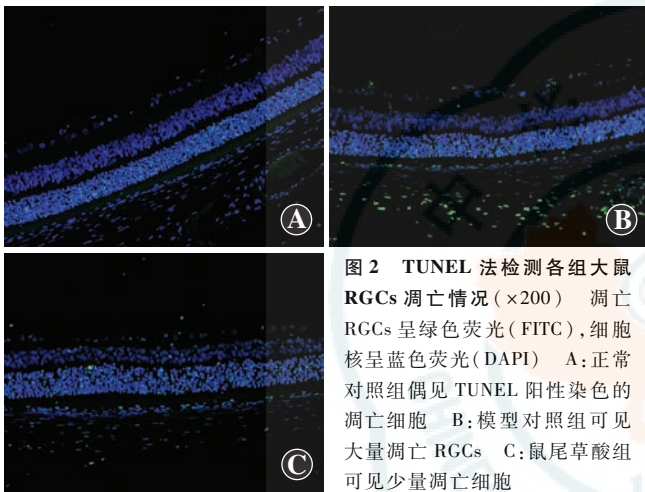 A
B
C
图2 TUNEL 法检测各组大鼠
RGCs 凋亡情况(×200) 凋亡
RGCs 呈绿色荧光(FITC),细胞
核呈蓝色荧光(DAPI) A:正常
对照组偶见 TUNEL 阳性染色的
凋亡细胞 B:模型对照组可见
大量凋亡 RGCs C:鼠尾草酸组
可见少量凋亡细胞